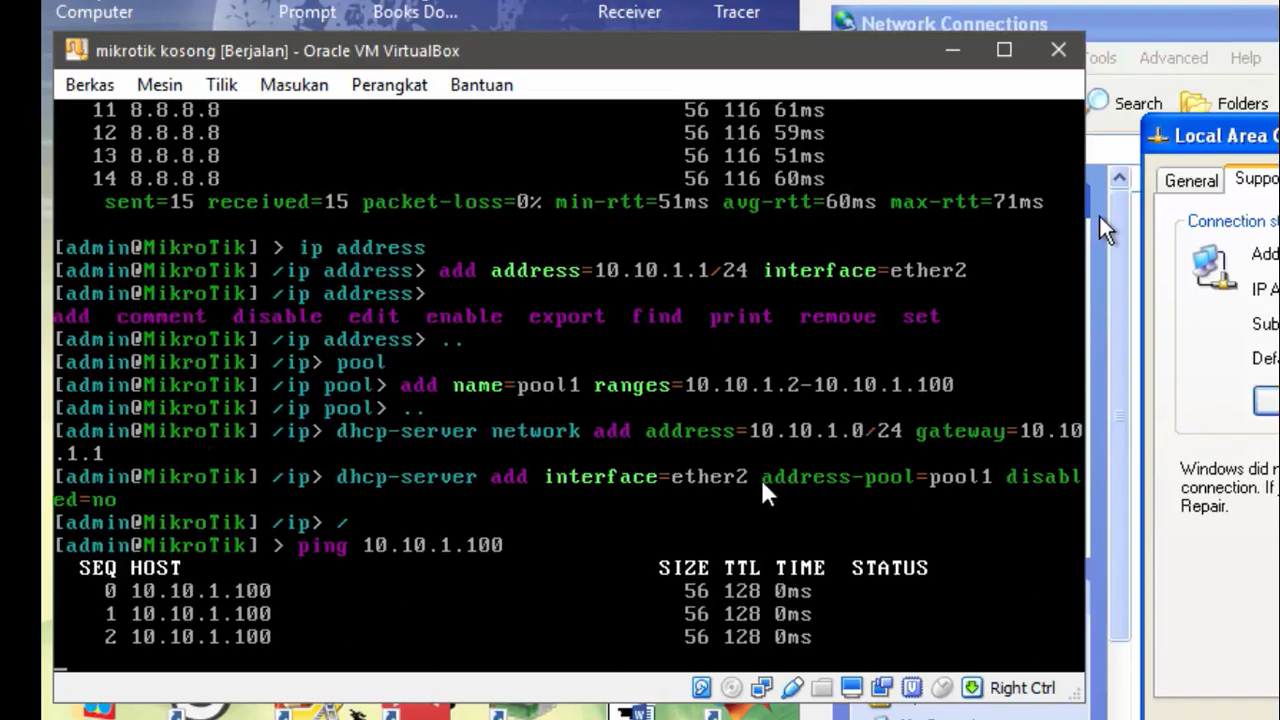 Computer
Prompt
Books Do...
Receiver
Tracer
Network Connections
mikrotik kosong [Berjalan] - Oracle VM VirtualBox
Tools Advanced Help
Berkas Mesin Tilik Masukan Perangkat Bantuan
Search Folders
11 8.8.8.8 56 116 61ms
12 8.8.8.8 56 116 59ms
13 8.8.8.8 56 116 51ms
14 8.8.8.8 56 116 60ms
sent=15 received=15 packet-loss=0% min-rtt=51ms avg-rtt=60ms max-rtt=71ms
[admin@MikroTik] > ip address
[admin@MikroTik] /ip address> add address=10.10.1.1/24 interface=ether2
[admin@MikroTik] /ip address>
add comment disable edit enable export find print remove set
[admin@MikroTik] /ip address> ..
[admin@MikroTik] /ip> pool
[admin@MikroTik] /ip pool> add name=pool1 ranges=10.10.1.2-10.10.1.100
[admin@MikroTik] /ip pool> ..
[admin@MikroTik] /ip> dhcp-server network add address=10.10.1.0/24 gateway=10.10
.1.1
[admin@MikroTik] /ip> dhcp-server add interface=ether2 address-pool=pool1 disabl
ed=no
[admin@MikroTik] /ip> /
[admin@MikroTik] > ping 10.10.1.100
SEQ HOST SIZE TTL TIME STATUS
0 10.10.1.100 56 128 0ms
1 10.10.1.100 56 128 0ms
2 10.10.1.100 56 128 0ms
Right Ctrl
Local Area C
General Suppo
Connection st
Add
IP A
Sub
Defa
Windows did n
connection. If
Repair.